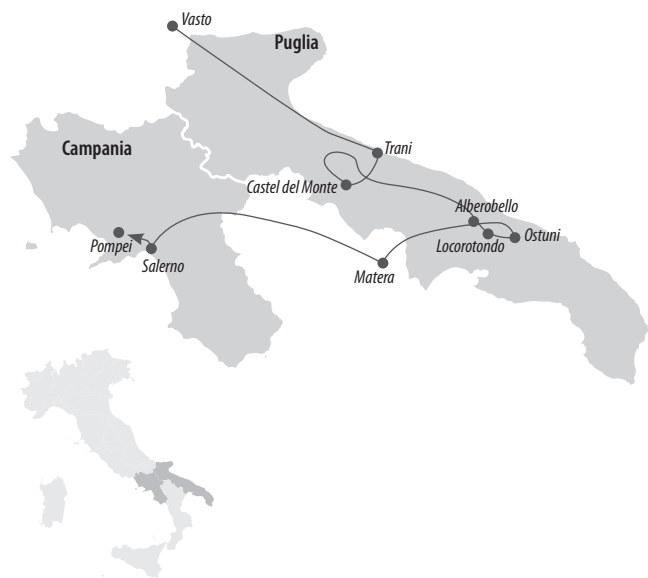 Vasto
Puglia
Campania
Trani
Castel del Monte
Alberobello
Locorotondo
Ostuni
Pompei
Salerno
Matera